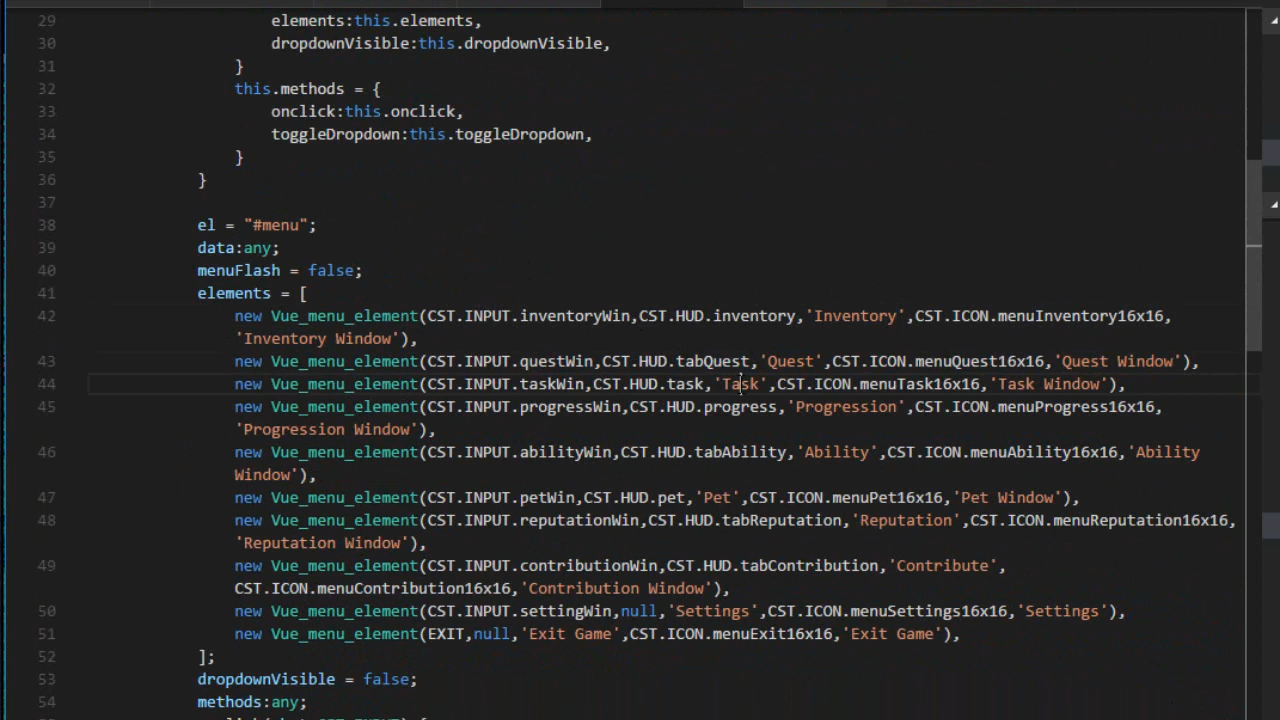 29 elements:this.elements,
30 dropdownVisible:this.dropdownVisible,
31 }
32 this.methods = {
33 onclick:this.onclick,
34 toggleDropdown:this.toggleDropdown,
35 }
36 }
37
38 el = "#menu";
39 data:any;
40 menuFlash = false;
41 elements = [
42 new Vue_menu_element(CST.INPUT.inventoryWin,CST.HUD.inventory,'Inventory',CST.ICON.menuInventory16x16,
'Inventory Window'),
43 new Vue_menu_element(CST.INPUT.questWin,CST.HUD.tabQuest,'Quest',CST.ICON.menuQuest16x16,'Quest Window'),
44 new Vue_menu_element(CST.INPUT.taskWin,CST.HUD.task,'Task',CST.ICON.menuTask16x16,'Task Window'),
45 new Vue_menu_element(CST.INPUT.progressWin,CST.HUD.progress,'Progression',CST.ICON.menuProgress16x16,
'Progression Window'),
46 new Vue_menu_element(CST.INPUT.abilityWin,CST.HUD.tabAbility,'Ability',CST.ICON.menuAbility16x16,'Ability
Window'),
47 new Vue_menu_element(CST.INPUT.petWin,CST.HUD.pet,'Pet',CST.ICON.menuPet16x16,'Pet Window'),
48 new Vue_menu_element(CST.INPUT.reputationWin,CST.HUD.tabReputation,'Reputation',CST.ICON.menuReputation16x16,
'Reputation Window'),
49 new Vue_menu_element(CST.INPUT.contributionWin,CST.HUD.tabContribution,'Contribute',
CST.ICON.menuContribution16x16,'Contribution Window'),
50 new Vue_menu_element(CST.INPUT.settingWin,null,'Settings',CST.ICON.menuSettings16x16,'Settings'),
51 new Vue_menu_element(EXIT,null,'Exit Game',CST.ICON.menuExit16x16,'Exit Game'),
52 ];
53 dropdownVisible = false;
54 methods:any;